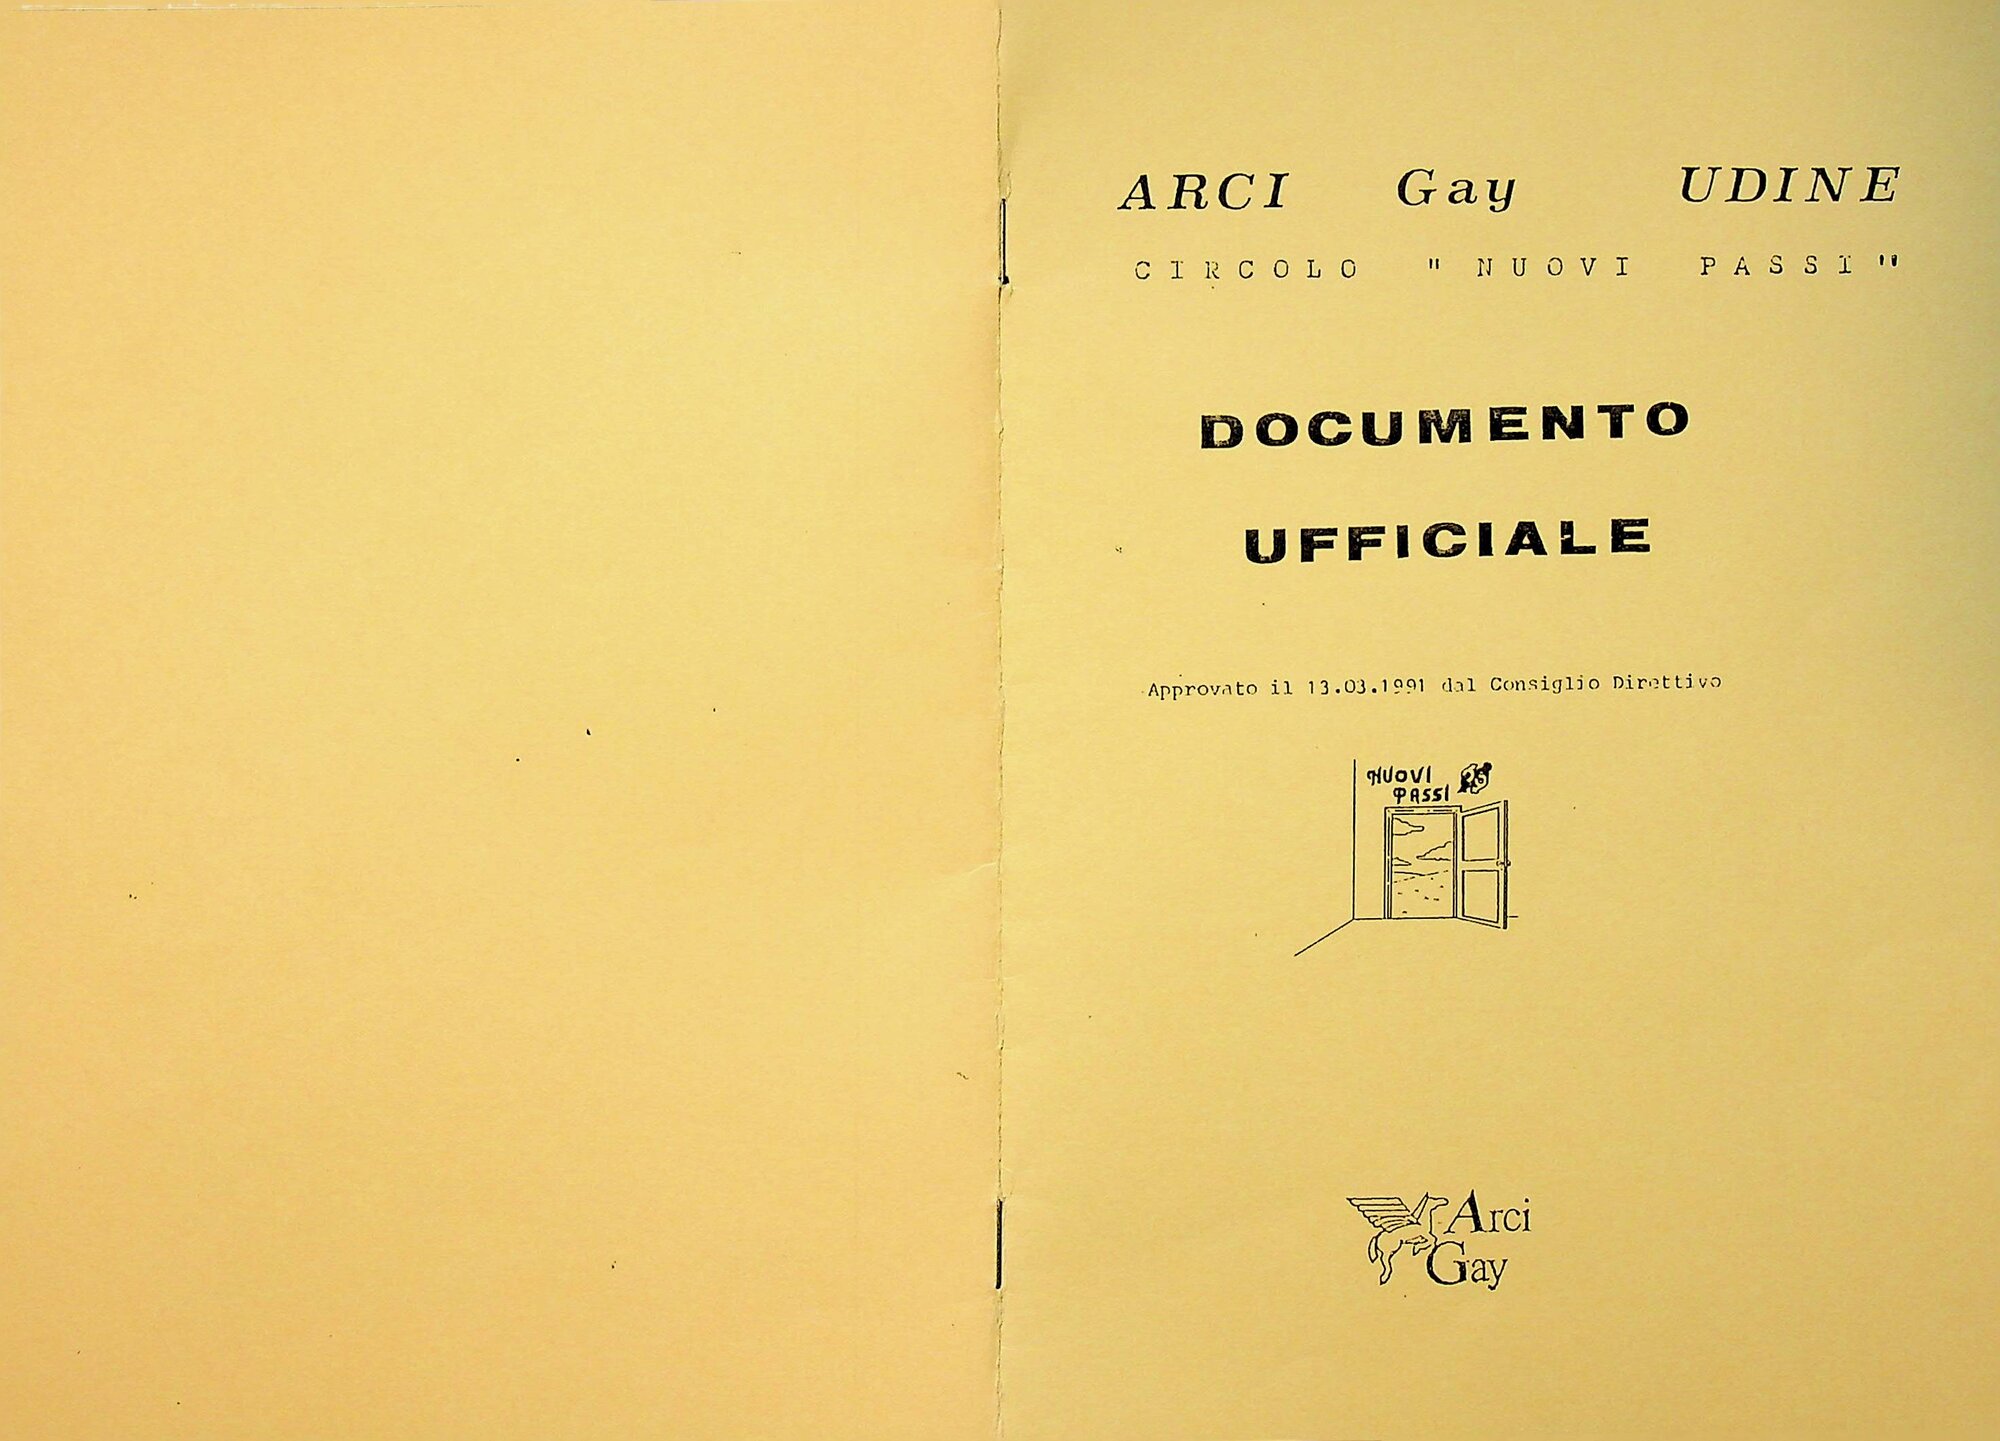 ARCI Gay UDINE
CIRCOLO "NUOVI PASSI"
DOCUMENTO
UFFICIALE
Approvato il 13.03.1991 dal Consiglio Direttivo
NUOVI
PASSI
Arci
Gay